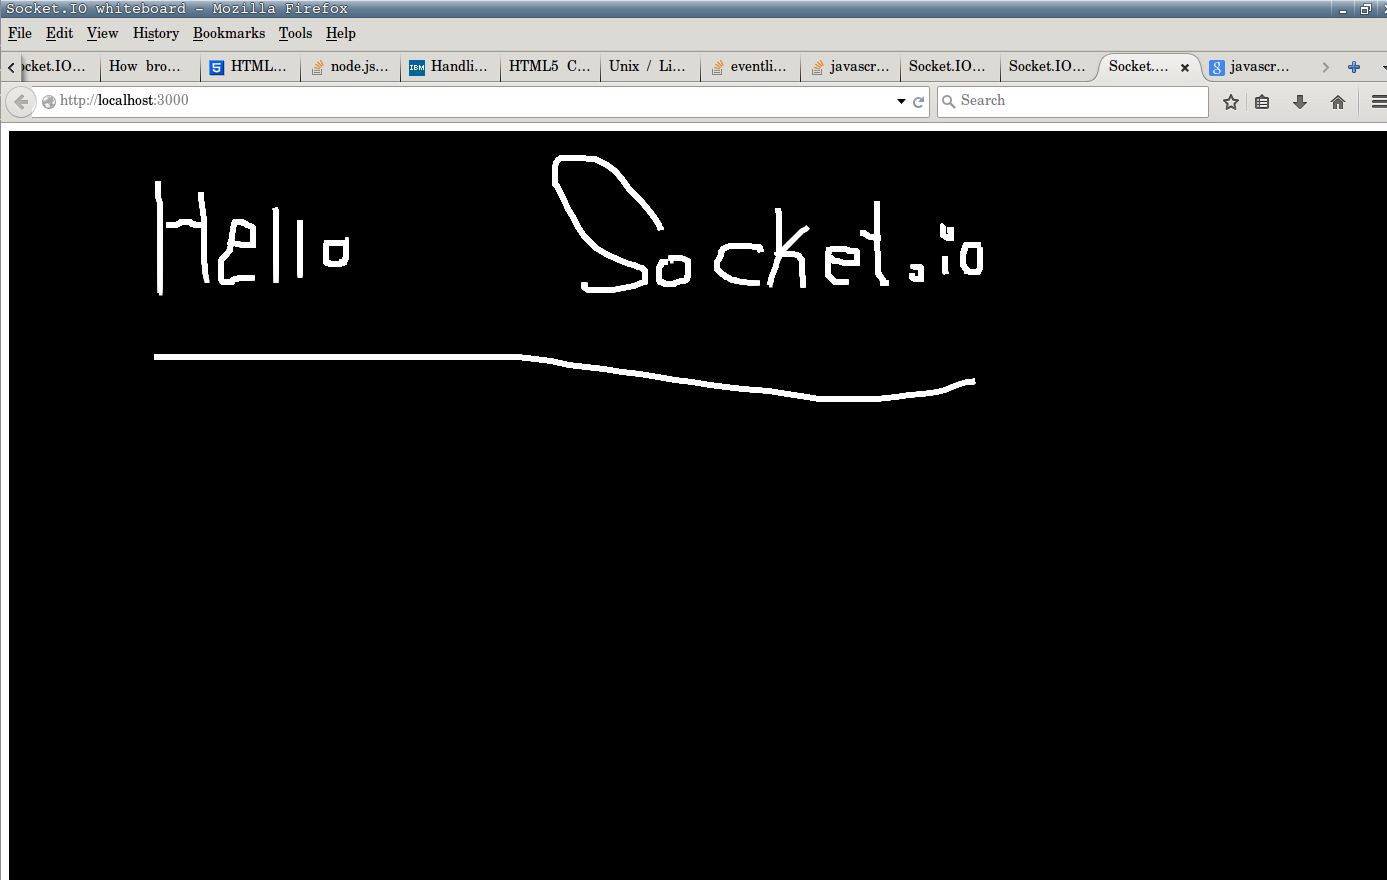 Socket.IO whiteboard - Mozilla Firefox
File Edit View History Bookmarks Tools Help
ocket.IO... How bro... HTML... node.js... IBM Handli... HTML5 C... Unix / Li... eventli... javascr... Socket.IO... Socket.IO... Socket.... javascr...
http://localhost:3000 Search
Hello Socket.io